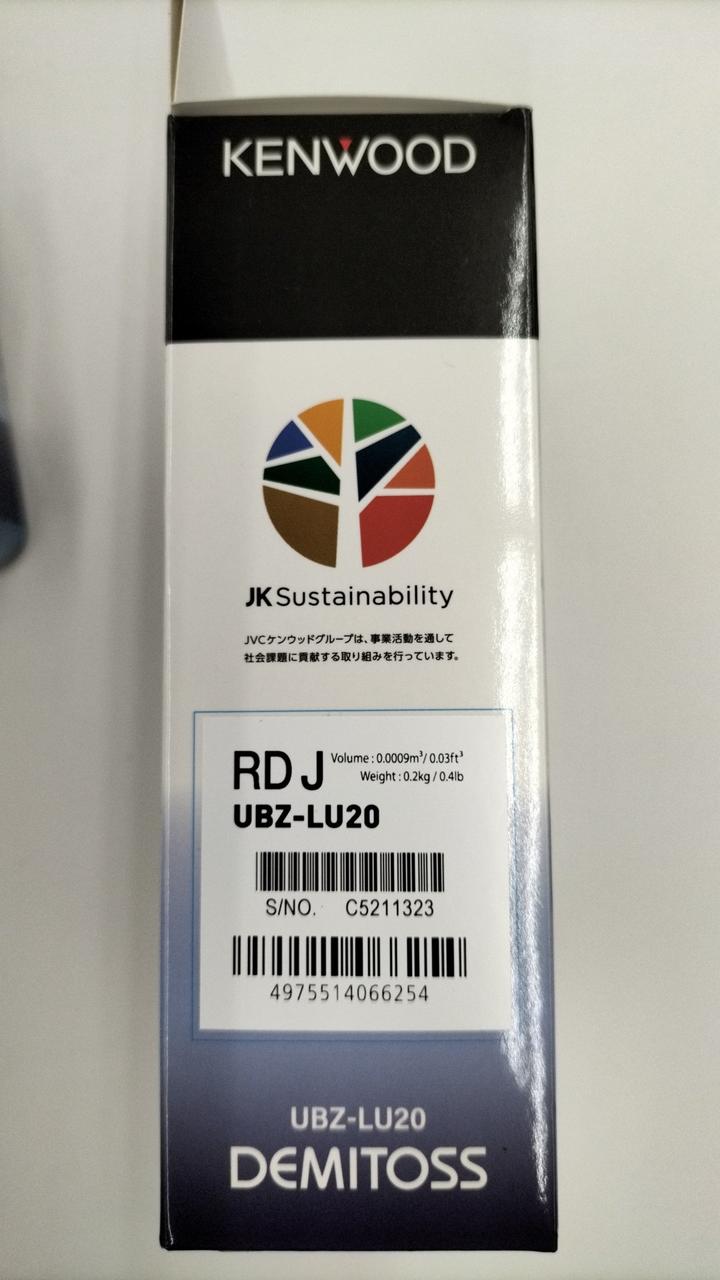 KENWOOD
JK Sustainability
JVCケンウッドグループは、事業活動を通して
社会課題に貢献する取り組みを行っています。
RD J
Volume : 0.0009m³/ 0.03ft³
Weight : 0.2kg / 0.4lb
UBZ-LU20
S/NO. C5211323
4975514066254
UBZ-LU20
DEMITOSS